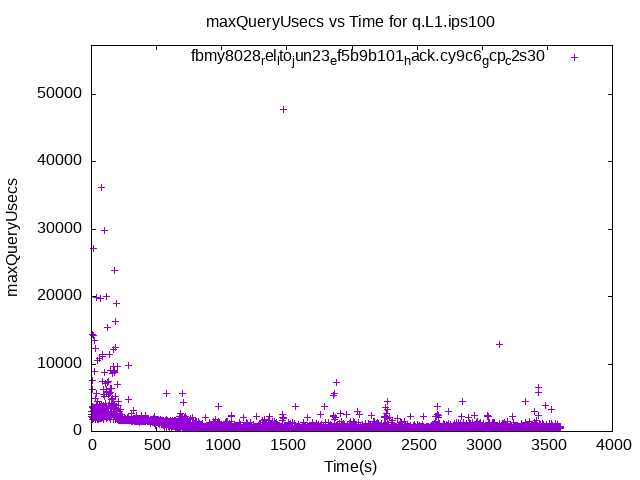 maxQueryUsecs vs Time for q.L1.ips100
fbmy8028relltojun23ef5b9b101hack.cy9c6gcpc2s30
50000
40000
30000
20000
10000
0
maxQueryUsecs
0 500 1000 1500 2000 2500 3000 3500 4000
Time(s)